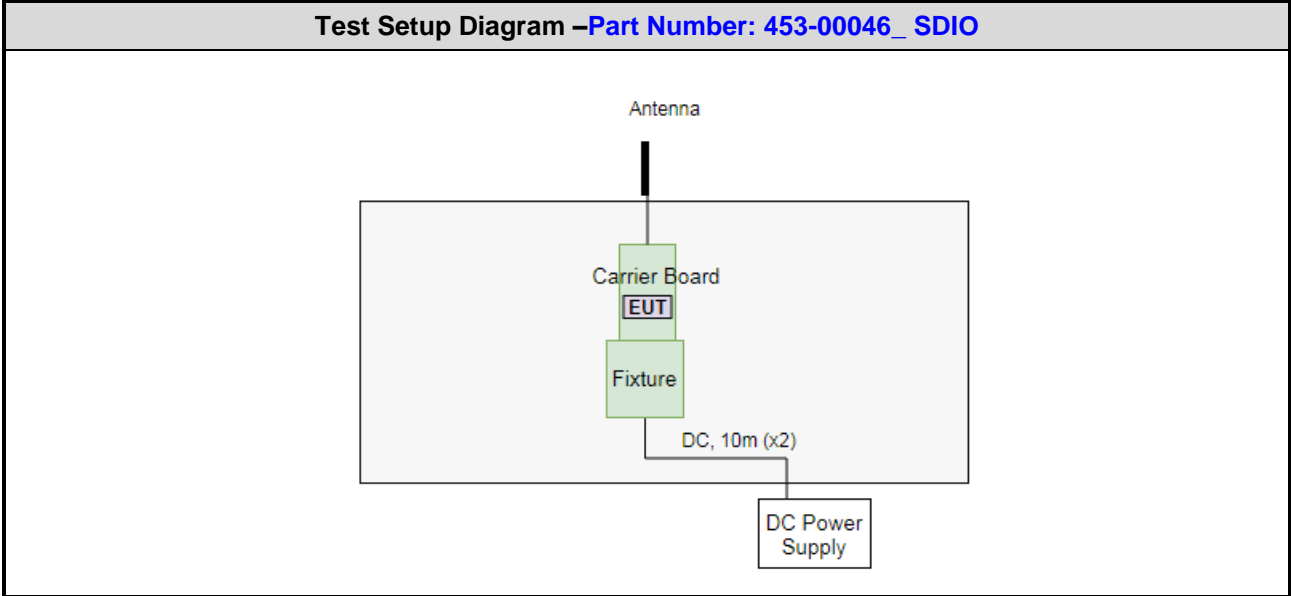 Test Setup Diagram –Part Number: 453-00046_ SDIO
Antenna
Carrier Board
EUT
Fixture
DC, 10m (x2)
DC Power
Supply